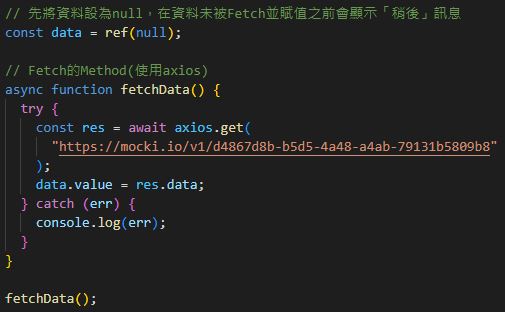 // 先將資料設為null，在資料未被Fetch並賦值之前會顯示「稍後」訊息
const data = ref(null);
// Fetch的Method(使用axios)
async function fetchData() {
try {
const res = await axios.get(
"https://mocki.io/v1/d4867d8b-b5d5-4a48-a4ab-79131b5809b8"
);
data.value = res.data;
} catch (err) {
console.log(err);
}
}
fetchData();